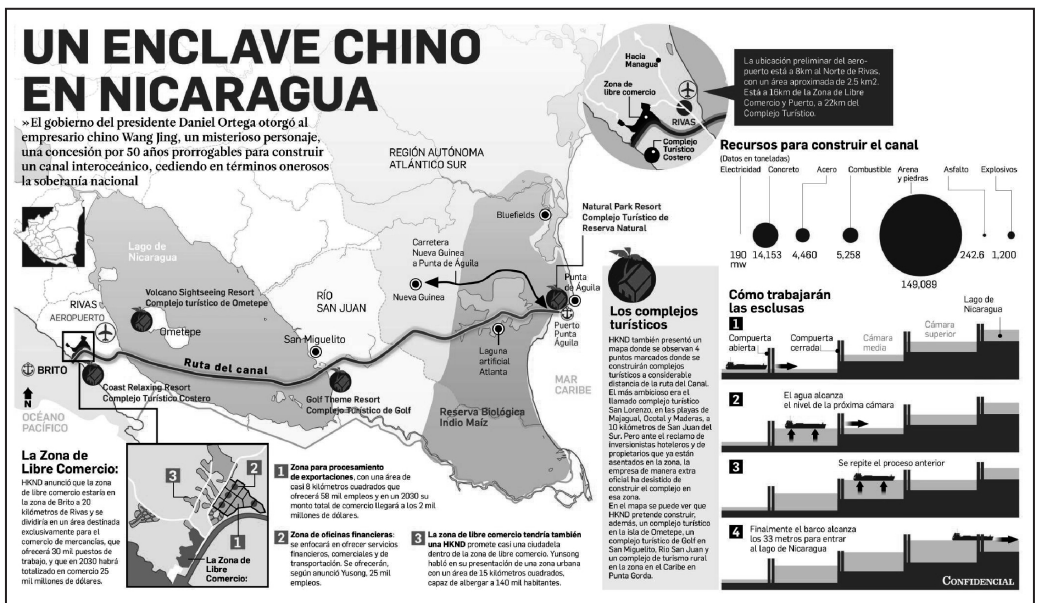 UN ENCLAVE CHINO
EN NICARAGUA
»El gobierno del presidente Daniel Ortega otorgó al
empresario chino Wang Jing, un misterioso personaje,
una concesión por 50 años prorrogables para construir
un canal interoceánico, cediendo en términos onerosos
la soberanía nacional
Hacia
Managua
Zona de
libre comercio
RIVAS
Complejo
Turístico
Costero
La ubicación preliminar del aero-
puerto está a 8km al Norte de Rivas,
con un área aproximada de 2.5 km2.
Está a 16km de la Zona de Libre
Comercio y Puerto, a 22km del
Complejo Turístico.
REGIÓN AUTÓNOMA
ATLÁNTICO SUR
Lago de
Nicaragua
Volcano Sightseeing Resort
Complejo turístico de Ometepe
RIVAS
AEROPUERTO
Ometepe
RÍO
SAN JUAN
San Miguelito
Carretera
Nueva Guinea
a Punta de Águila
Nueva Guinea
Bluefields
Natural Park Resort
Complejo Turístico de
Reserva Natural
Punta
de Águila
Puerto
Punta
Águila
Laguna
artificial
Atlanta
Ruta del canal
BRITO
N
Coast Relaxing Resort
Complejo Turístico Costero
Golf Theme Resort
Complejo Turístico de Golf
Reserva Biológica
Indio Maíz
MAR
CARIBE
OCÉANO
PACÍFICO
La Zona de
Libre Comercio:
HKND anunció que la zona
de libre comercio estaría en
la zona de Brito a 20
kilómetros de Rivas y se
dividiría en un área destinada
exclusivamente para el
comercio de mercancías, que
ofrecerá 30 mil puestos de
trabajo, y que en 2030 habrá
totalizado en comercio 25
mil millones de dólares.
3
2
1
La Zona de
Libre
Comercio:
1 Zona para procesamiento
de exportaciones, con una área de
casi 8 kilómetros cuadrados que
ofrecerá 58 mil empleos y en un 2030 su
monto total de comercio llegará a los 2 mil
millones de dólares.
2 Zona de oficinas financieras:
se enfocará en ofrecer servicios
financieros, comerciales y de
transportación. Se ofrecerán,
según anunció Yusong, 25 mil
empleos.
3 La zona de libre comercio tendría también
una HKND promete casi una ciudadela
dentro de la zona de libre comercio. Yunsong
habló en su presentación de una zona urbana
con un área de 15 kilómetros cuadrados,
capaz de albergar a 140 mil habitantes.
Los complejos
turísticos
HKND también presentó un
mapa donde se observan 4
puntos marcados donde se
construirán complejos
turísticos a considerable
distancia de la ruta del Canal.
El más ambicioso era el
llamado complejo turístico
San Lorenzo, en las playas de
Majagual, Ocotal y Maderas, a
10 kilómetros de San Juan del
Sur. Pero ante el reclamo de
inversionistas hoteleros y de
propietarios que ya están
asentados en la zona, la
empresa de manera extra
oficial ha desistido de
construir el complejo en
esa zona.
En el mapa se puede ver que
HKND pretende construir,
además, un complejo turístico
en la isla de Ometepe, un
complejo turístico de Golf en
San Miguelito, Río San Juan y
un complejo de turismo rural
en la zona en el Caribe en
Punta Gorda.
Recursos para construir el canal
(Datos en toneladas)
Electricidad Concreto Acero Combustible Arena y piedras Asfalto Explosivos
190 mw 14,153 4,460 5,258 149,089 242.6 1,200
Cómo trabajarán
las esclusas
1
Compuerta
abierta
Compuerta
cerrada
Cámara
media
Cámara
superior
Lago de
Nicaragua
2
El agua alcanza
el nivel de la próxima cámara
3
Se repite el proceso anterior
4
Finalmente el barco alcanza
los 33 metros para entrar
al lago de Nicaragua
CONFIDENCIAL